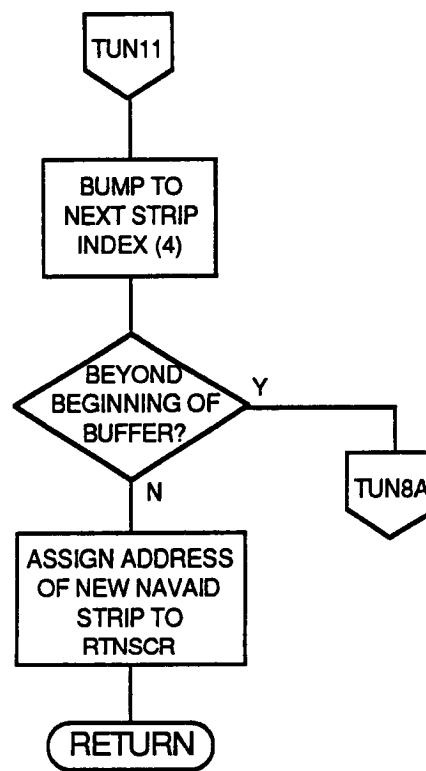 TUN11
BUMP TO
NEXT STRIP
INDEX (4)
BEYOND
BEGINNING OF
BUFFER?
Y
N
TUN8A
ASSIGN ADDRESS
OF NEW NAVAID
STRIP TO
RTNSCR
RETURN